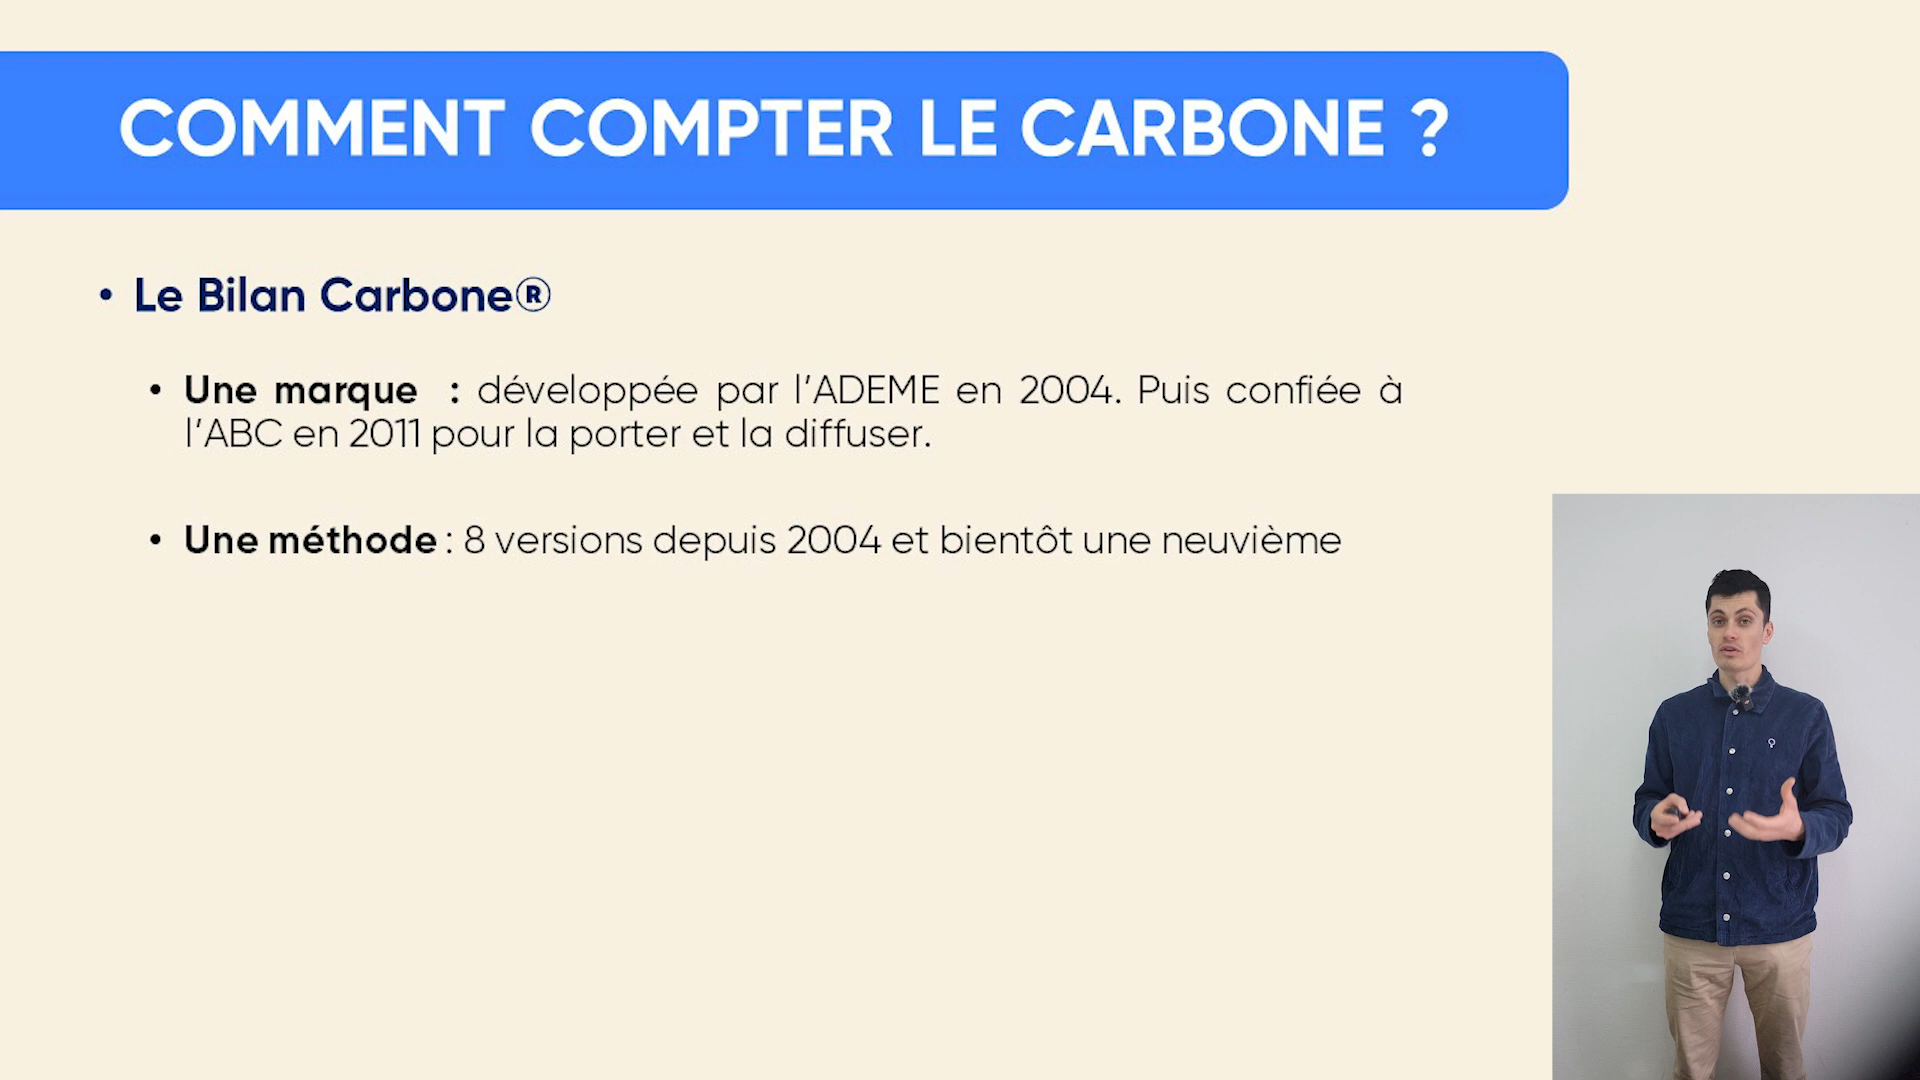 COMMENT COMPTER LE CARBONE ?
• Le Bilan Carbone®
• Une marque : développée par l’ADEME en 2004. Puis confiée à
l’ABC en 2011 pour la porter et la diffuser.
• Une méthode : 8 versions depuis 2004 et bientôt une neuvième